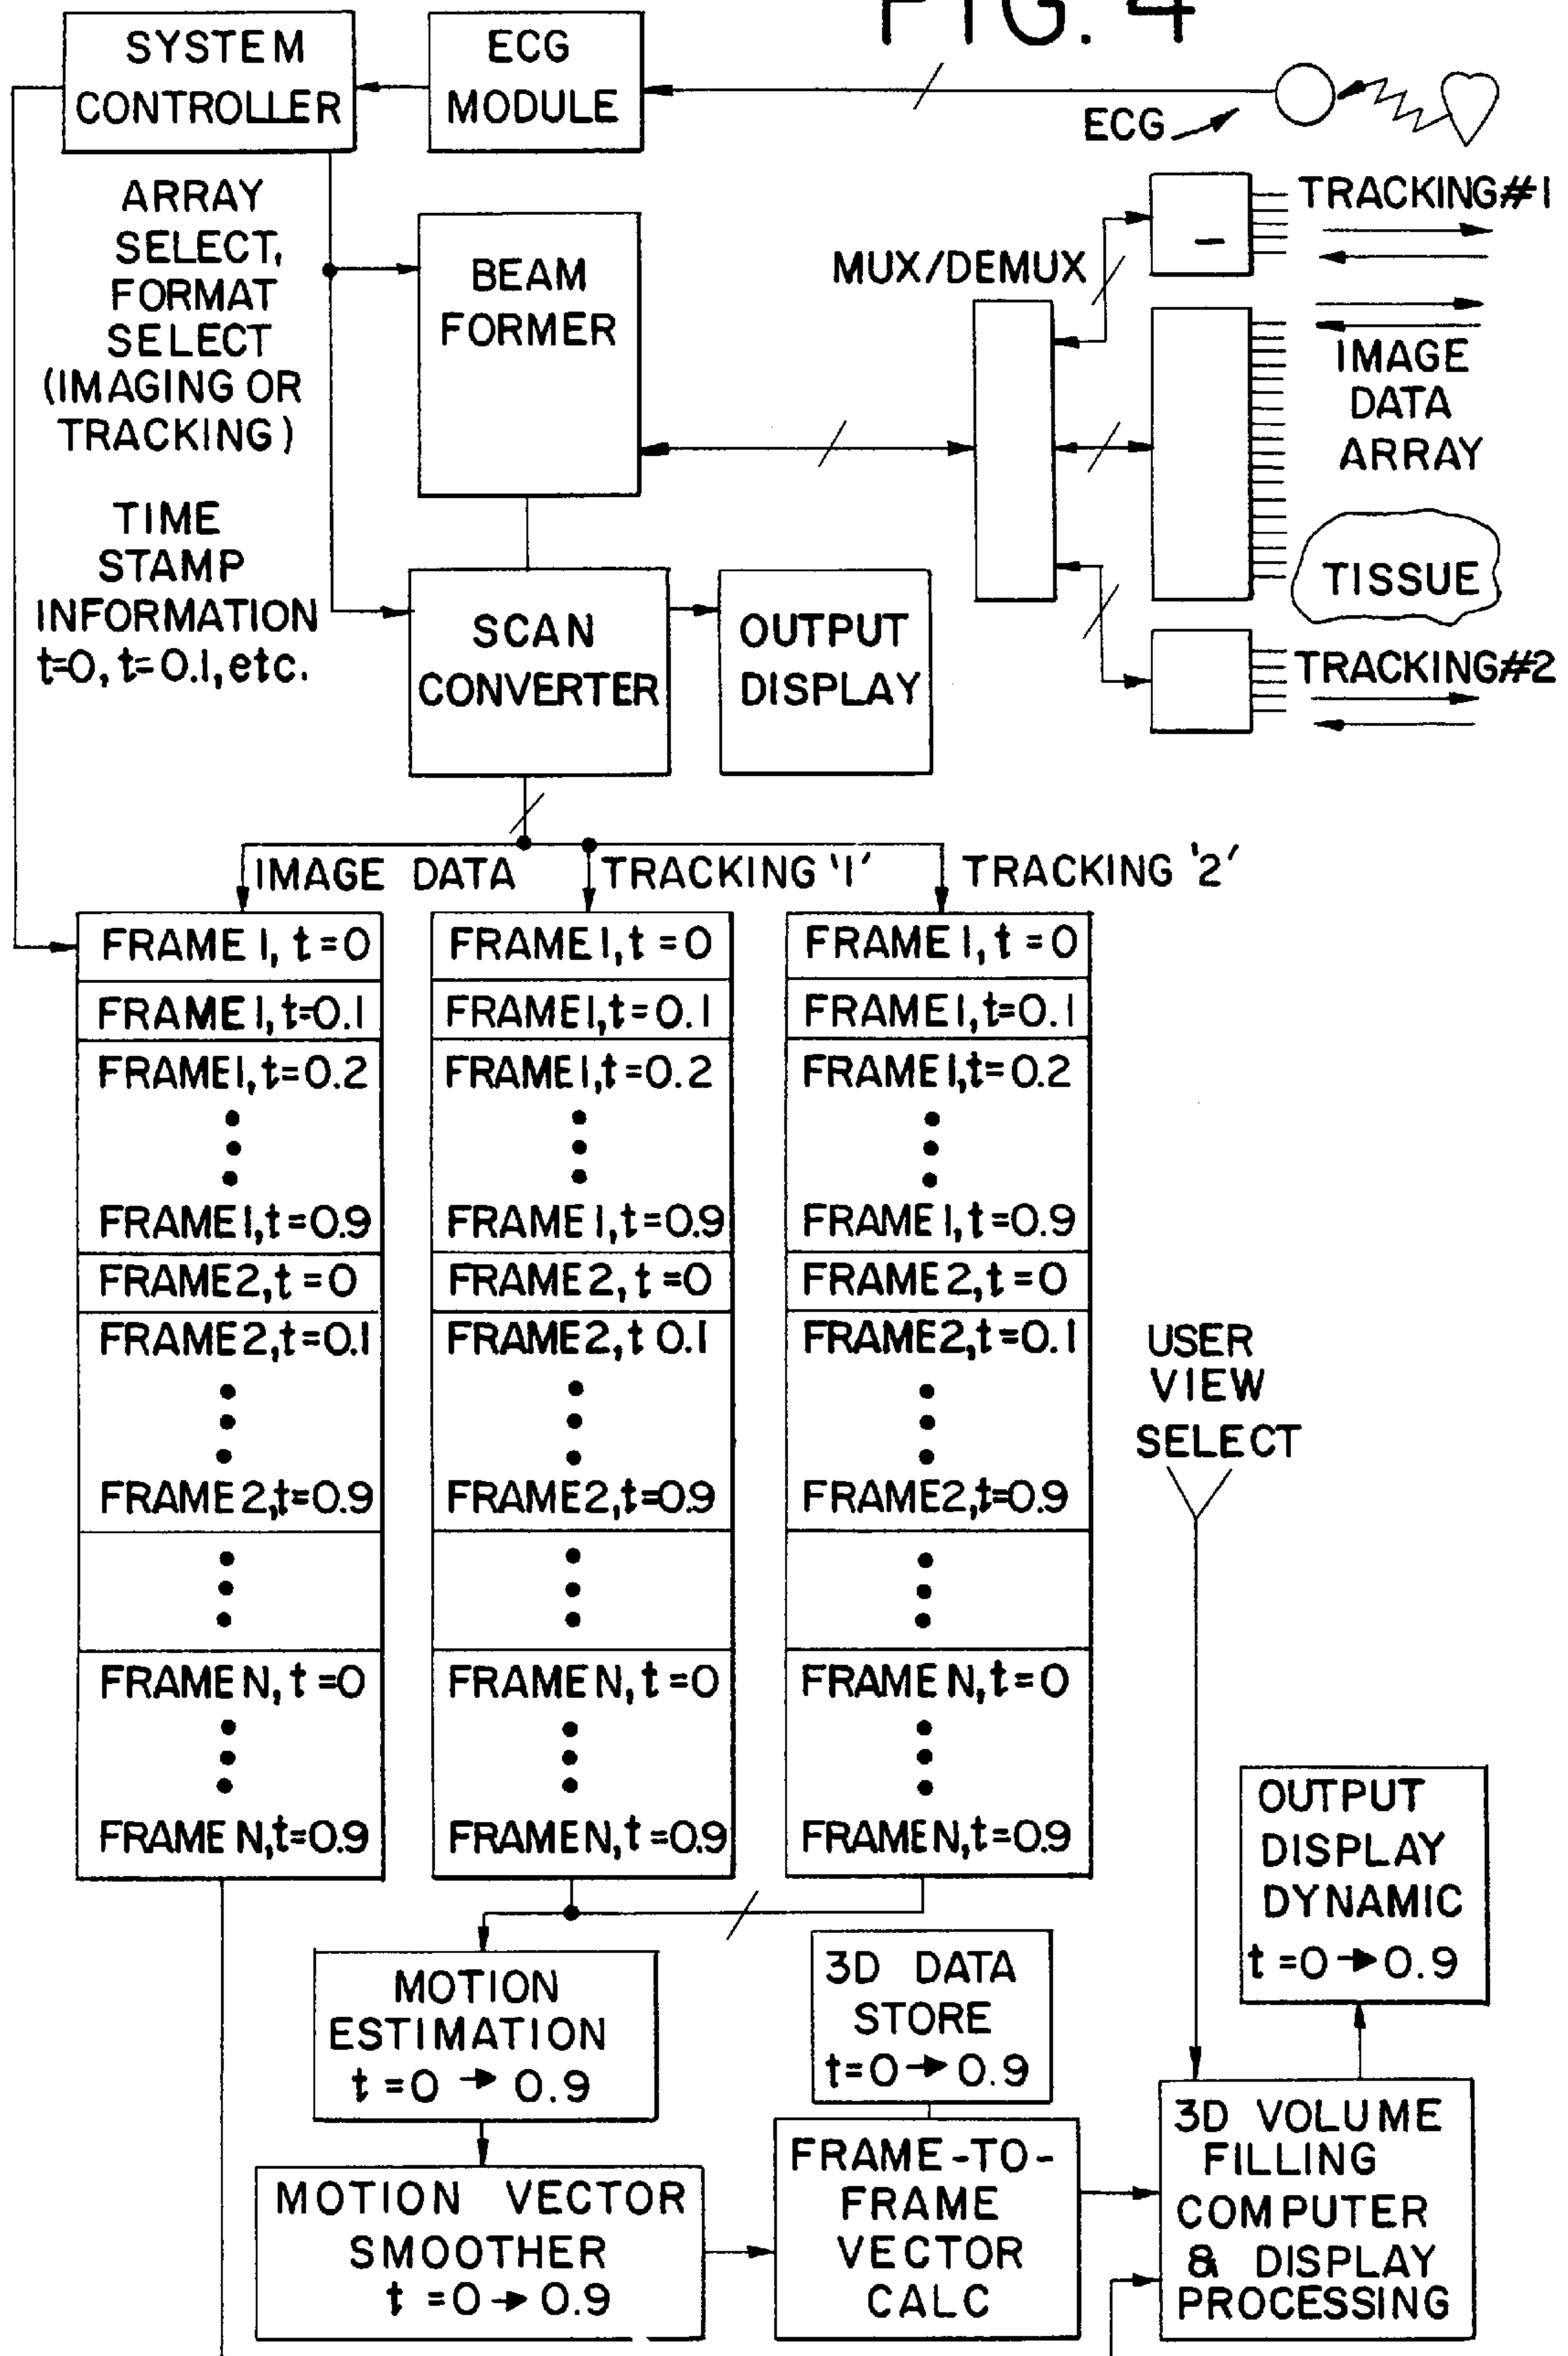 FIG. 4
SYSTEM
CONTROLLER
ECG
MODULE
ECG
ARRAY
SELECT,
FORMAT
SELECT
(IMAGING OR
TRACKING)
TIME
STAMP
INFORMATION
t=0, t=0.1, etc.
BEAM
FORMER
MUX/DEMUX
TRACKING#1
IMAGE
DATA
ARRAY
TISSUE
TRACKING#2
SCAN
CONVERTER
OUTPUT
DISPLAY
IMAGE DATA
TRACKING '1'
TRACKING '2'
FRAME 1, t=0
FRAME 1, t=0.1
FRAME 1, t=0.2
FRAME 1, t=0.9
FRAME 2, t=0
FRAME 2, t=0.1
FRAME 2, t=0.9
FRAME N, t=0
FRAME N, t=0.9
FRAME 1, t=0
FRAME 1, t=0.1
FRAME 1, t=0.2
FRAME 1, t=0.9
FRAME 2, t=0
FRAME 2, t 0.1
FRAME 2, t=0.9
FRAME N, t=0
FRAME N, t=0.9
FRAME 1, t=0
FRAME 1, t=0.1
FRAME 1, t=0.2
FRAME 1, t=0.9
FRAME 2, t=0
FRAME 2, t=0.1
FRAME 2, t=0.9
FRAME N, t=0
FRAME N, t=0.9
USER
VIEW
SELECT
OUTPUT
DISPLAY
DYNAMIC
t=0→0.9
MOTION
ESTIMATION
t=0→0.9
3D DATA
STORE
t=0→0.9
MOTION VECTOR
SMOOTHER
t=0→0.9
FRAME-TO-
FRAME
VECTOR
CALC
3D VOLUME
FILLING
COMPUTER
& DISPLAY
PROCESSING